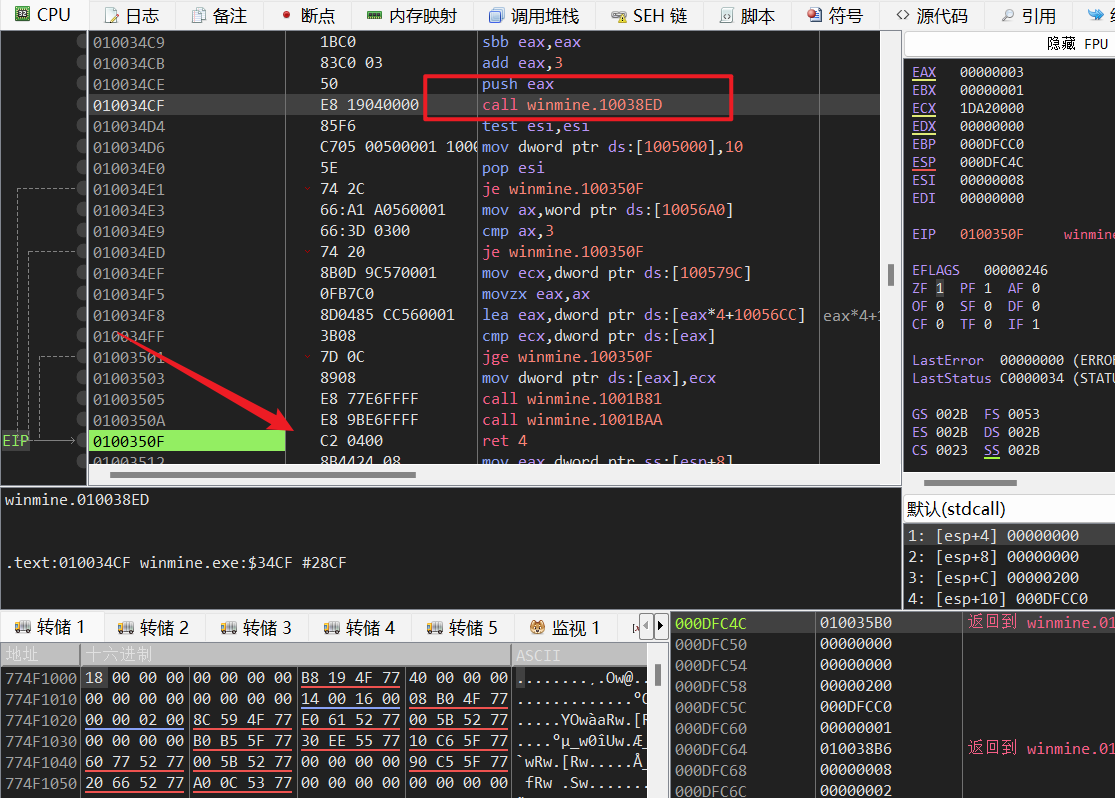 CPU 日志 备注 断点 内存映射 调用堆栈 SEH 链 脚本 符号 源代码 引用
隐藏 FPU
010034C9 1BC0 sbb eax,eax
010034CB 83C0 03 add eax,3
010034CE 50 push eax
010034CF E8 19040000 call winmine.10038ED
010034D4 85F6 test esi,esi
010034D6 C705 00500001 1000 mov dword ptr ds:[1005000],10
010034E0 5E pop esi
010034E1 74 2C je winmine.100350F
010034E3 66:A1 A0560001 mov ax,word ptr ds:[10056A0]
010034E9 66:3D 0300 cmp ax,3
010034ED 74 20 je winmine.100350F
010034EF 8B0D 9C570001 mov ecx,dword ptr ds:[100579C]
010034F5 0FB7C0 movzx eax,ax
010034F8 8D0485 CC560001 lea eax,dword ptr ds:[eax*4+10056CC] eax*4+
010034FF 3B08 cmp ecx,dword ptr ds:[eax]
01003501 7D 0C jge winmine.100350F
01003503 8908 mov dword ptr ds:[eax],ecx
01003505 E8 77E6FFFF call winmine.1001B81
0100350A E8 9BE6FFFF call winmine.1001BAA
EIP 0100350F C2 0400 ret 4
01003512 8B4424 08 mov eax,dword ptr ss:[esp+8]
EAX 00000003
EBX 00000001
ECX 1DA20000
EDX 00000000
EBP 000DFCC0
ESP 000DFC4C
ESI 00000008
EDI 00000000
EIP 0100350F winmine
EFLAGS 00000246
ZF 1 PF 1 AF 0
OF 0 SF 0 DF 0
CF 0 TF 0 IF 1
LastError 00000000 (ERROR
LastStatus C0000034 (STATU
GS 002B FS 0053
ES 002B DS 002B
CS 0023 SS 002B
winmine.010038ED
.text:010034CF winmine.exe:$34CF #28CF
默认(stdcall)
1: [esp+4] 00000000
2: [esp+8] 00000000
3: [esp+C] 00000200
4: [esp+10] 000DFCC0
转储 1 转储 2 转储 3 转储 4 转储 5 监视 1
地址 十六进制 ASCII
774F1000 18 00 00 00 00 00 00 00 B8 19 4F 77 40 00 00 00 ........¸.Ow@...
774F1010 00 00 00 00 00 00 00 00 14 00 16 00 08 B0 4F 77 .............°O
774F1020 00 00 02 00 8C 59 4F 77 E0 61 52 77 00 5B 52 77 .....YOwàaRw.[R
774F1030 00 00 00 00 B0 B5 5F 77 30 EE 55 77 10 C6 5F 77 ....°µ_w0îUw.Æ_
774F1040 60 77 52 77 00 5B 52 77 00 00 00 00 90 C5 5F 77 `wRw.[Rw.....Å_
774F1050 20 66 52 77 A0 0C 53 77 00 00 00 00 00 00 00 00 fRw .Sw........
000DFC4C 010035B0 返回到 winmine.01
000DFC50 00000000
000DFC54 00000000
000DFC58 00000200
000DFC5C 000DFCC0
000DFC60 00000001
000DFC64 010038B6 返回到 winmine.01
000DFC68 00000008
000DFC6C 00000002